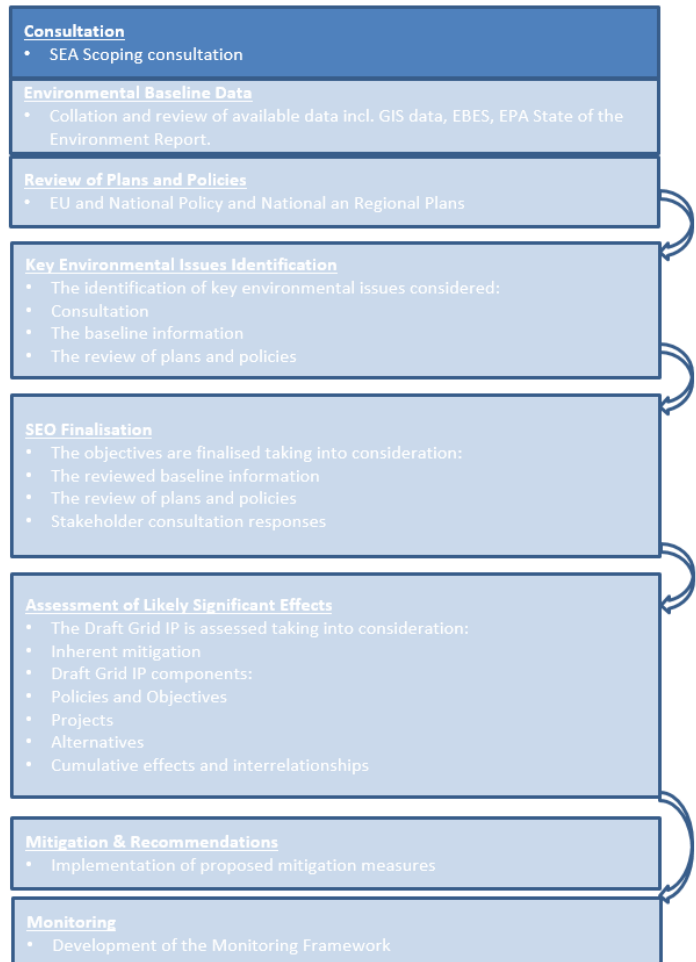 Consultation
• SEA Scoping consultation
Environmental Baseline Data
• Collation and review of available data incl. GIS data, EBES, EPA State of the
Environment Report.
Review of Plans and Policies
• EU and National Policy and National an Regional Plans
Key Environmental Issues Identification
• The identification of key environmental issues considered:
• Consultation
• The baseline information
• The review of plans and policies
SEO Finalisation
• The objectives are finalised taking into consideration:
• The reviewed baseline information
• The review of plans and policies
• Stakeholder consultation responses
Assessment of Likely Significant Effects
• The Draft Grid IP is assessed taking into consideration:
• Inherent mitigation
• Draft Grid IP components:
• Policies and Objectives
• Projects
• Alternatives
• Cumulative effects and interrelationships
Mitigation & Recommendations
• Implementation of proposed mitigation measures
Monitoring
• Development of the Monitoring Framework